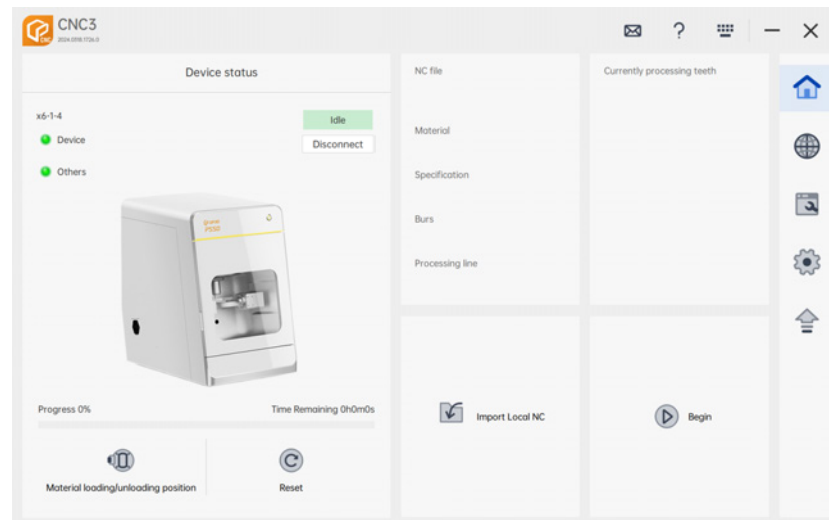 CNC3
Device status
NC file
Currently processing teeth
x6-1-4
Idle
Device
Disconnect
Material
Others
Specification
Burs
Processing line
Progress 0%
Time Remaining 0h0m0s
Import Local NC
Begin
Material loading/unloading position
Reset